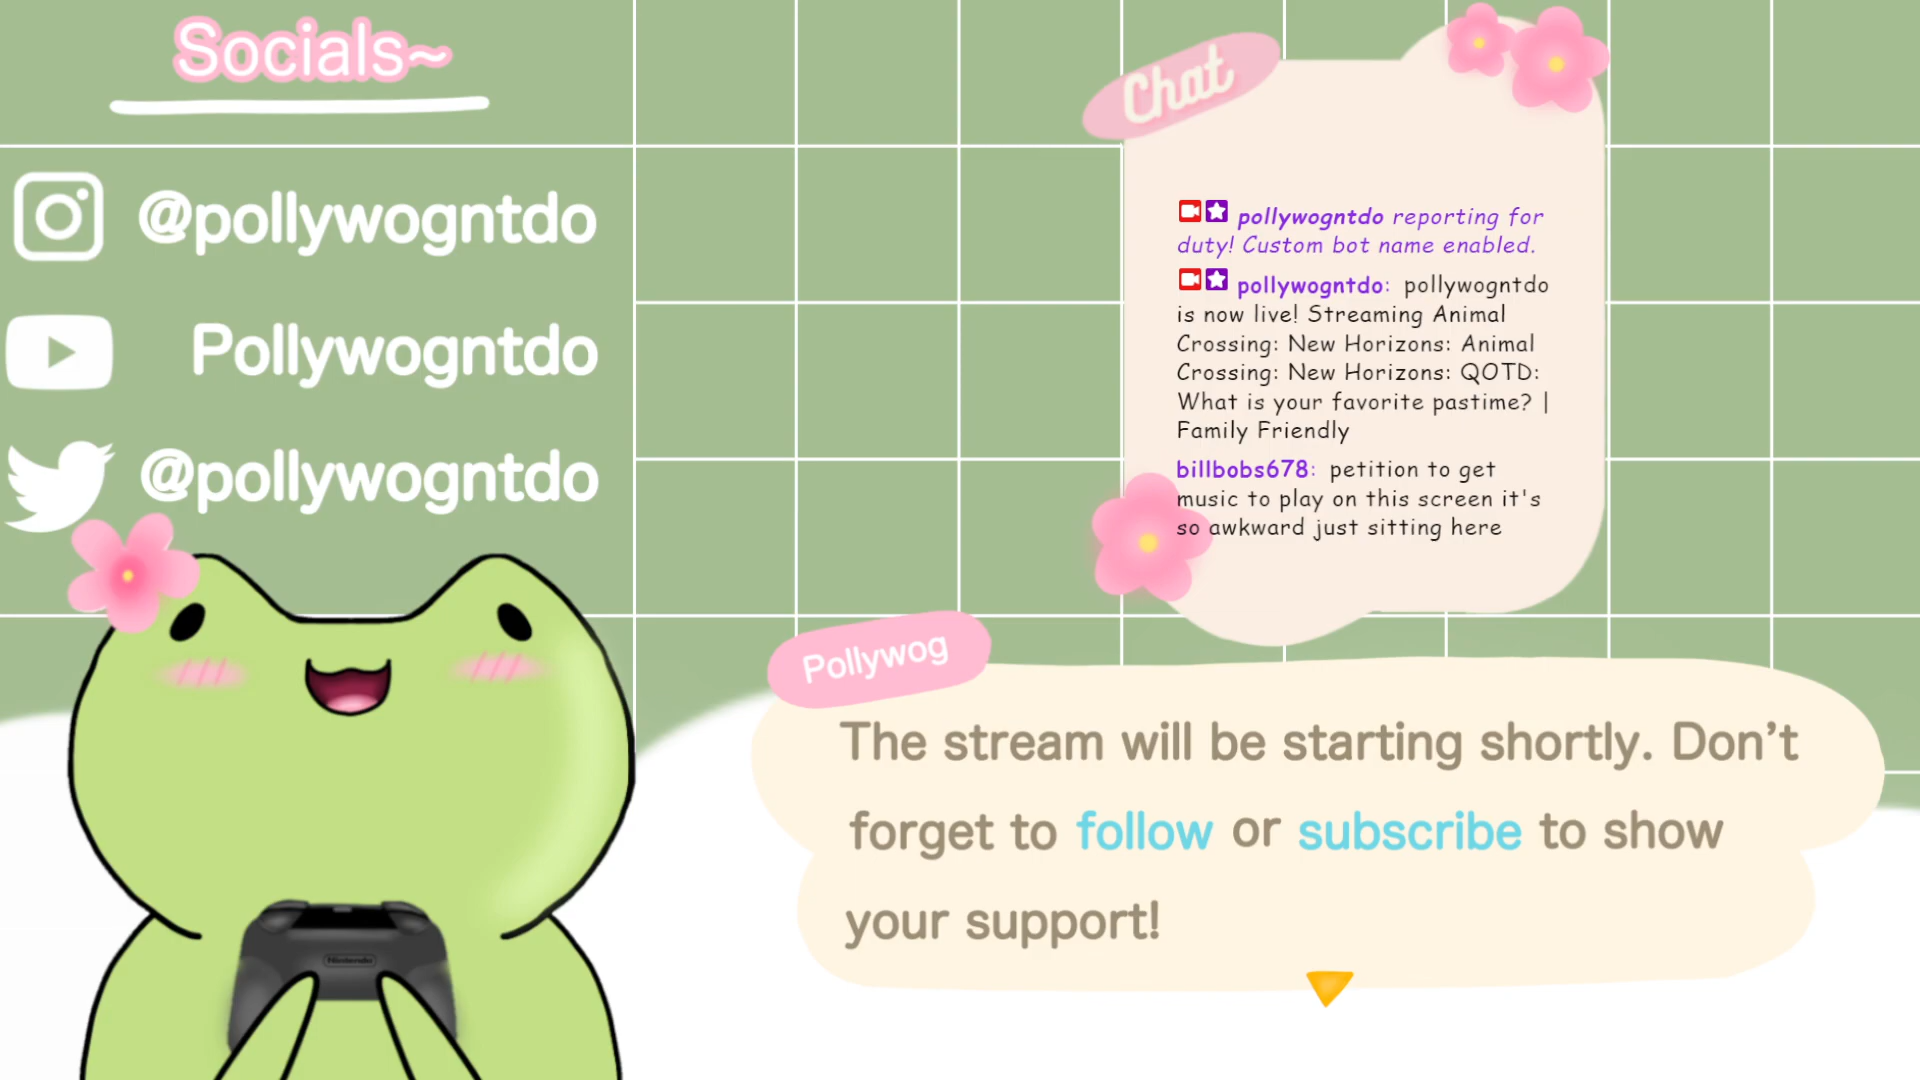 Socials~
@pollywogntdo
Pollywogntdo
@pollywogntdo
Chat
pollywogntdo reporting for
duty! Custom bot name enabled.
pollywogntdo: pollywogntdo
is now live! Streaming Animal
Crossing: New Horizons: Animal
Crossing: New Horizons: QOTD:
What is your favorite pastime? |
Family Friendly
billbobs678: petition to get
music to play on this screen it's
so awkward just sitting here
Pollywog
The stream will be starting shortly. Don’t
forget to follow or subscribe to show
your support!
Nintendo